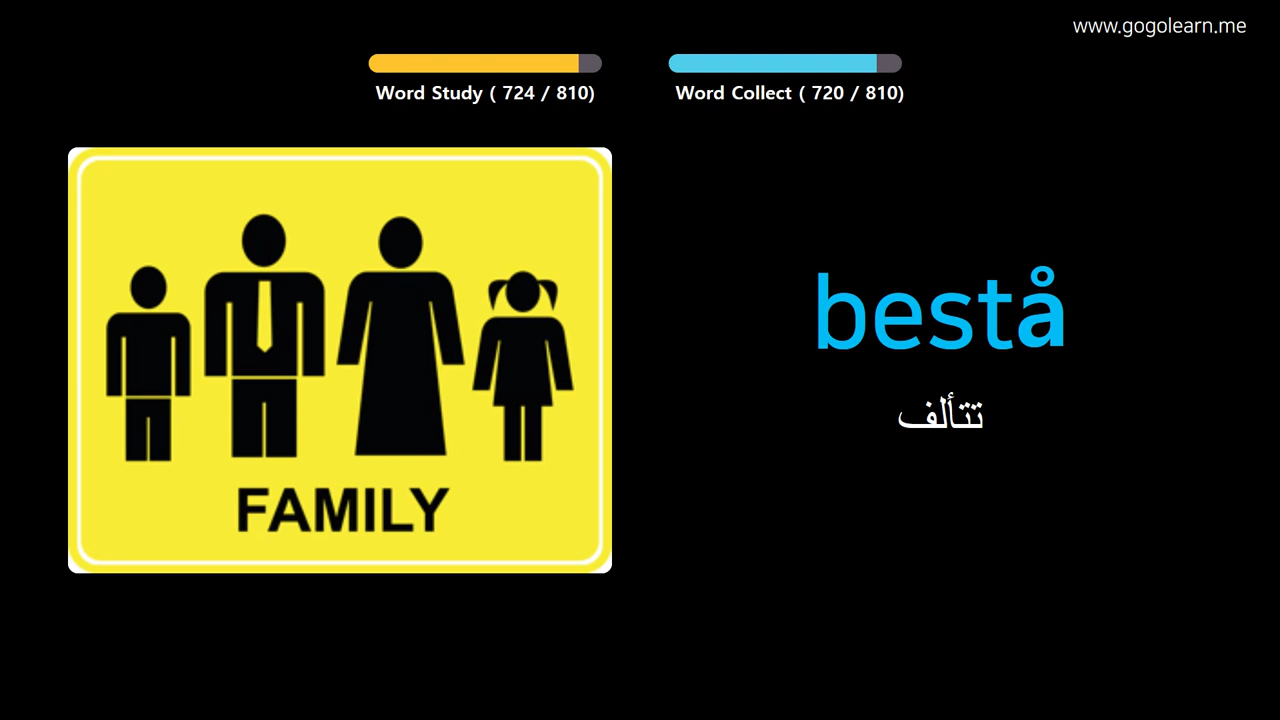 www.gogolearn.me
Word Study ( 724 / 810)
Word Collect ( 720 / 810)
FAMILY
bestå
تتألف